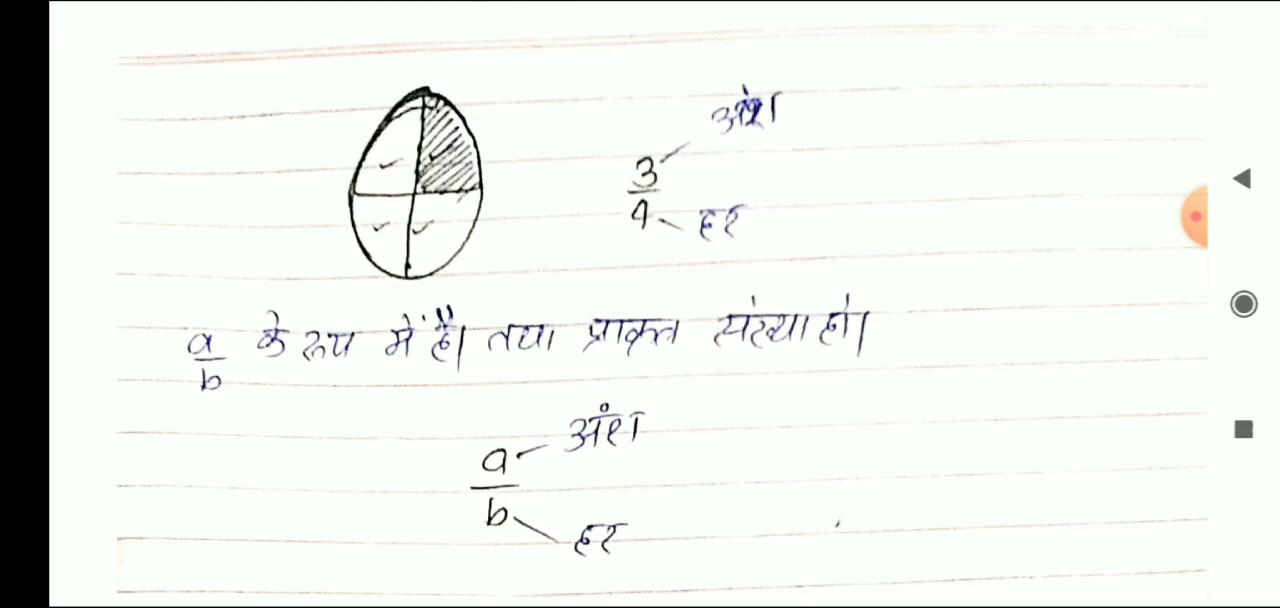 अंश
3
4 हर
a/b के रूप में है। तथा प्राकृत संख्या हो।
a अंश
b हर